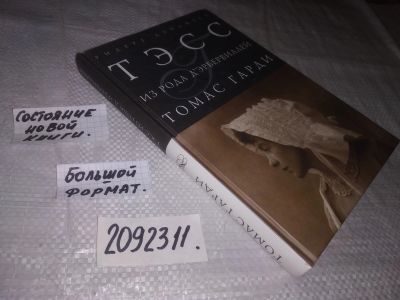 ТЭСС
ИЗ РОДА Д'ЭРБЕРВИЛЛЕЙ
ТОМАС ГАРДИ
ТОМАС ГАРДИ
Состояние
новой
книги.
Большой
формат.
2092311.